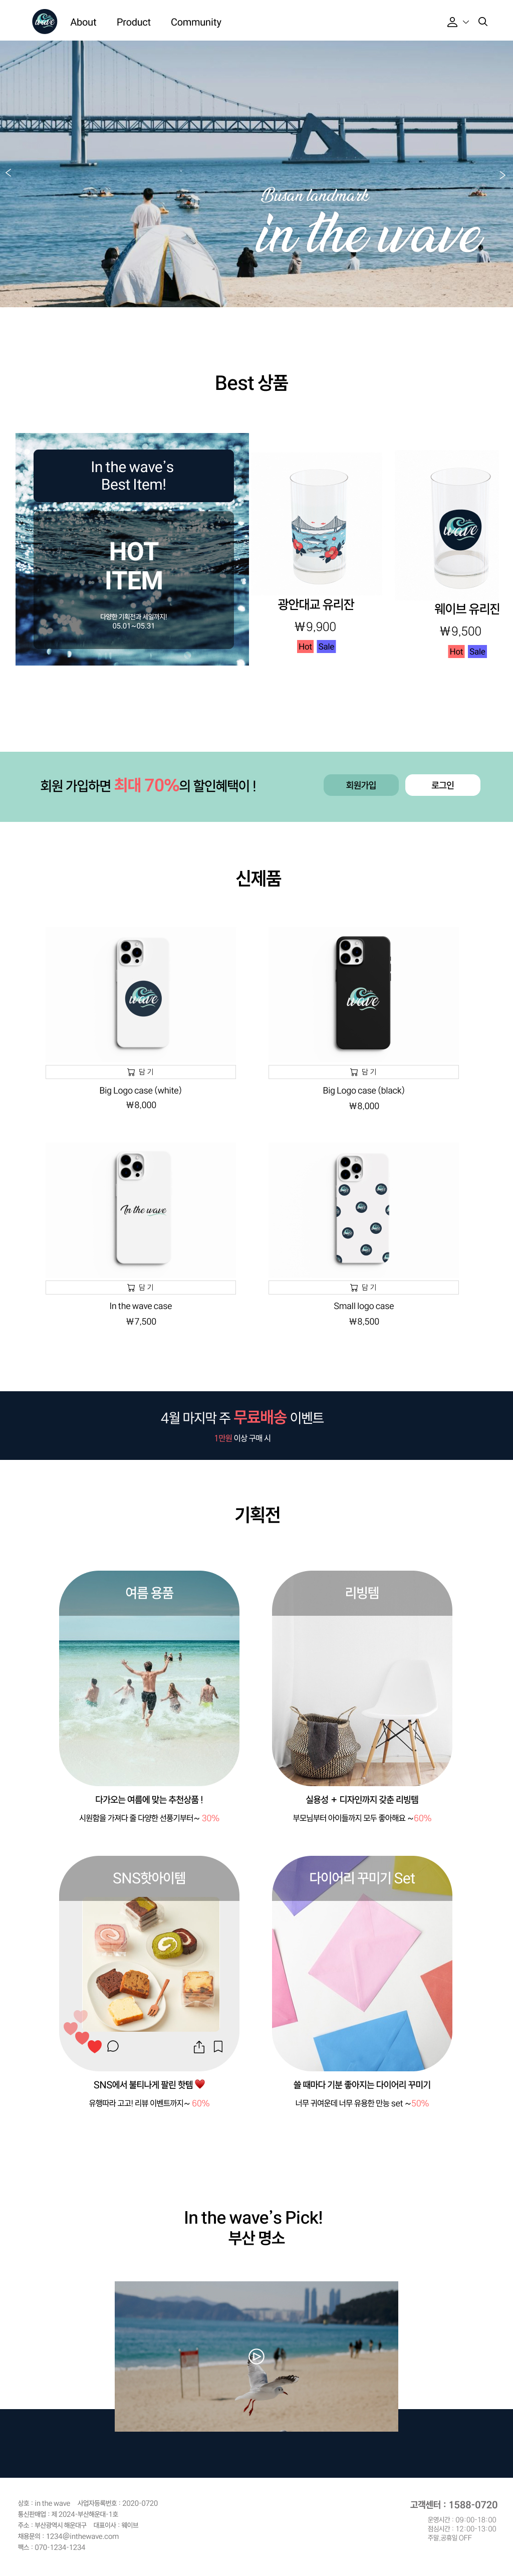 wave
About Product Community
Busan landmark
in the wave
Best 상품
In the wave's
Best Item!
HOT
ITEM
다양한 기획전과 세일까지!
05.01~05.31
wave
광안대교 유리잔
₩9,900
Hot Sale
웨이브 유리진
₩9,500
Hot Sale
회원 가입하면 최대 70%의 할인혜택이 !
회원가입
로그인
신제품
wave
wave
담 기
담 기
Big Logo case (white)
₩8,000
Big Logo case (black)
₩8,000
In the wave
담 기
담 기
In the wave case
₩7,500
Small logo case
₩8,500
4월 마지막 주 무료배송 이벤트
1만원 이상 구매 시
기획전
여름 용품
리빙템
다가오는 여름에 맞는 추천상품 !
시원함을 가져다 줄 다양한 선풍기부터~ 30%
실용성 + 디자인까지 갖춘 리빙템
부모님부터 아이들까지 모두 좋아해요 ~60%
SNS핫아이템
다이어리 꾸미기 Set
SNS에서 불티나게 팔린 핫템
유행따라 고고! 리뷰 이벤트까지~ 60%
쓸 때마다 기분 좋아지는 다이어리 꾸미기
너무 귀여운데 너무 유용한 만능 set ~50%
In the wave's Pick!
부산 명소
상호 : in the wave 사업자등록번호 : 2020-0720
통신판매업 : 제 2024-부산해운대-1호
주소 : 부산광역시 해운대구 대표이사 : 웨이브
채용문의 : 1234@inthewave.com
팩스 : 070-1234-1234
고객센터 : 1588-0720
운영시간 : 09:00-18:00
점심시간 : 12:00-13:00
주말,공휴일 OFF